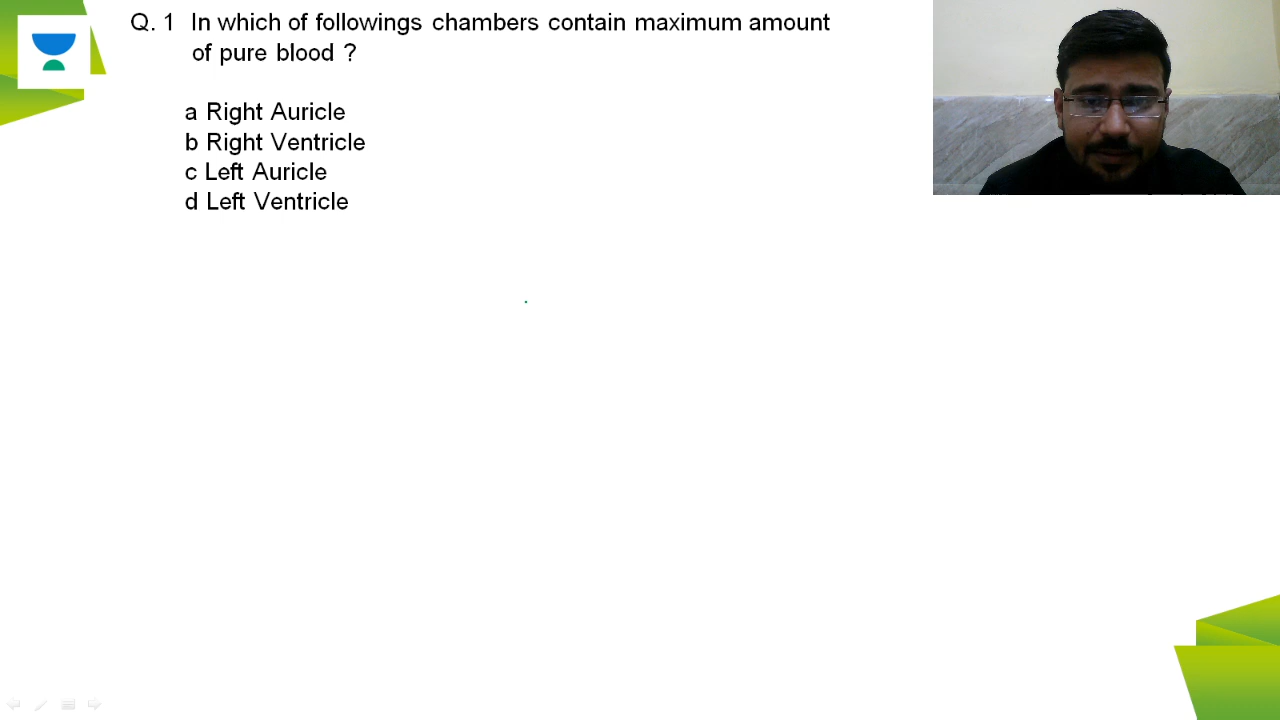 Q. 1 In which of followings chambers contain maximum amount
of pure blood ?
a Right Auricle
b Right Ventricle
c Left Auricle
d Left Ventricle